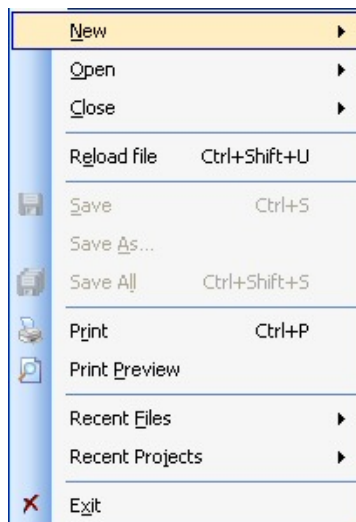 New
Open
Close
Reload file Ctrl+Shift+U
Save Ctrl+S
Save As...
Save All Ctrl+Shift+S
Print Ctrl+P
Print Preview
Recent Files
Recent Projects
Exit